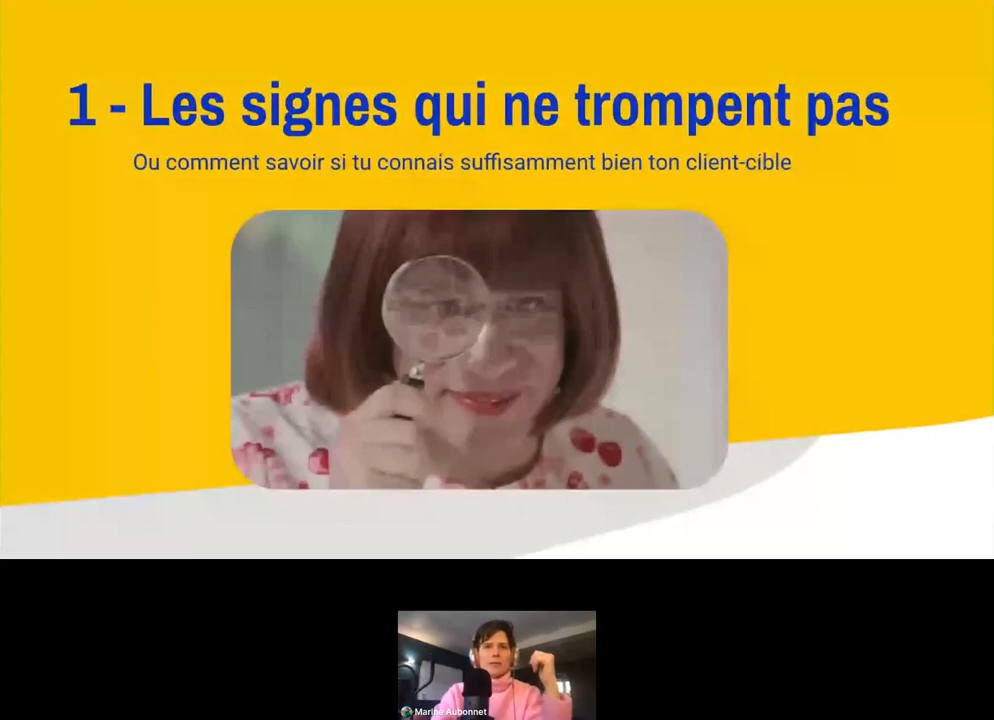 1 - Les signes qui ne trompent pas
Ou comment savoir si tu connais suffisamment bien ton client-cible
Marine Aubonnet